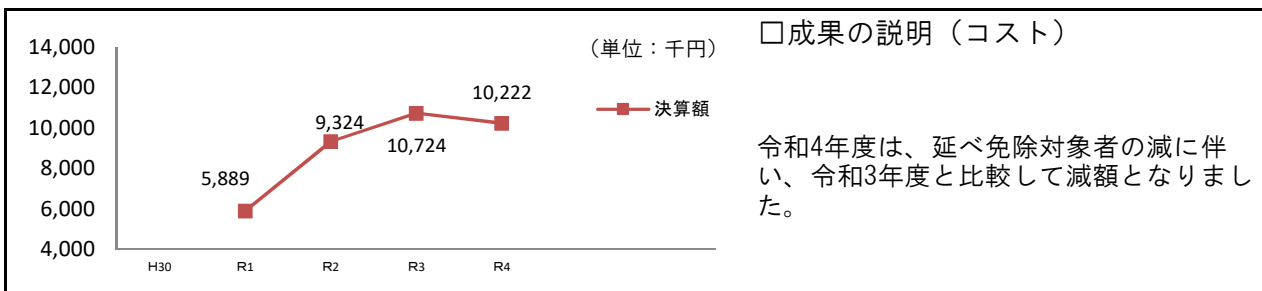 14,000
12,000
10,000
8,000
6,000
4,000
(単位：千円)
10,222
9,324
10,724
5,889
決算額
H30
R1
R2
R3
R4
□成果の説明（コスト）
令和4年度は、延べ免除対象者の減に伴
い、令和3年度と比較して減額となりまし
た。